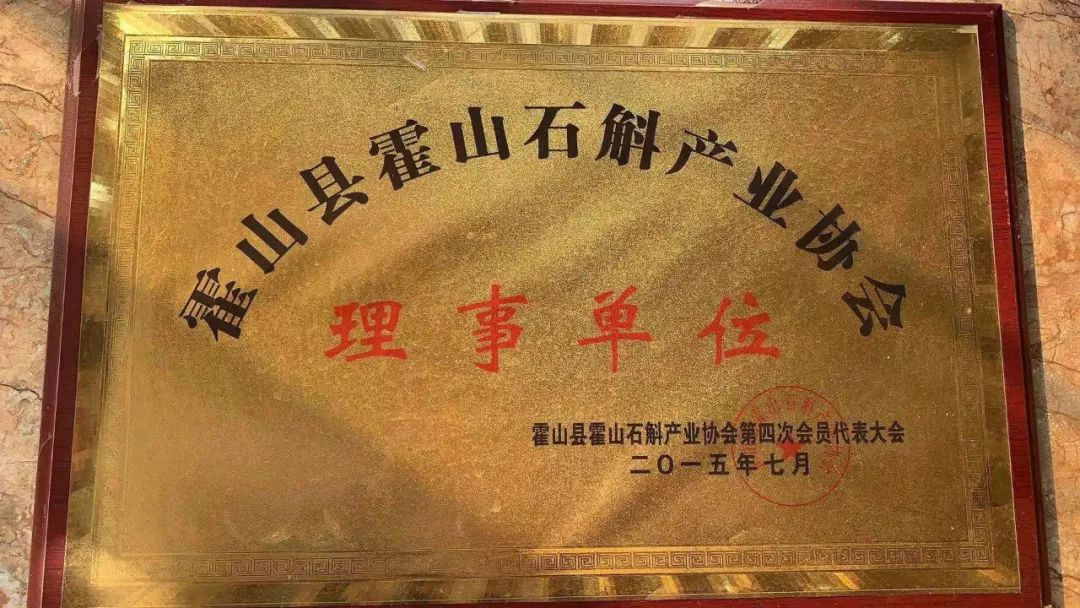 霍山县霍山石斛产业协会
理事单位
霍山县霍山石斛产业协会第四次会员代表大会
二〇一五年七月